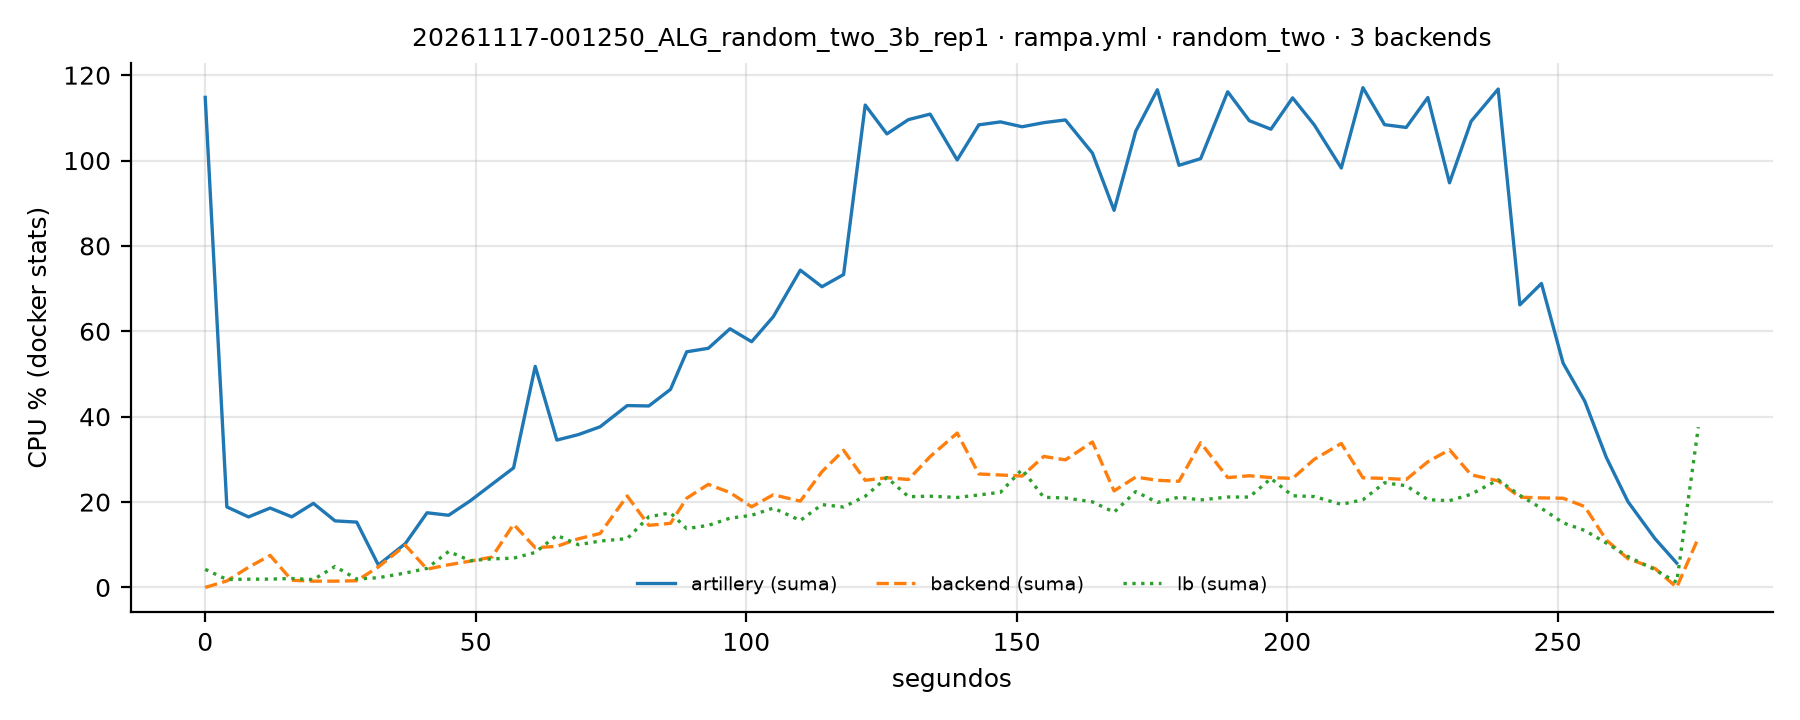 20261117-001250_ALG_random_two_3b_rep1 · rampa.yml · random_two · 3 backends
CPU % (docker stats)
120
100
80
60
40
20
0
artillery (suma) backend (suma) lb (suma)
0 50 100 150 200 250
segundos